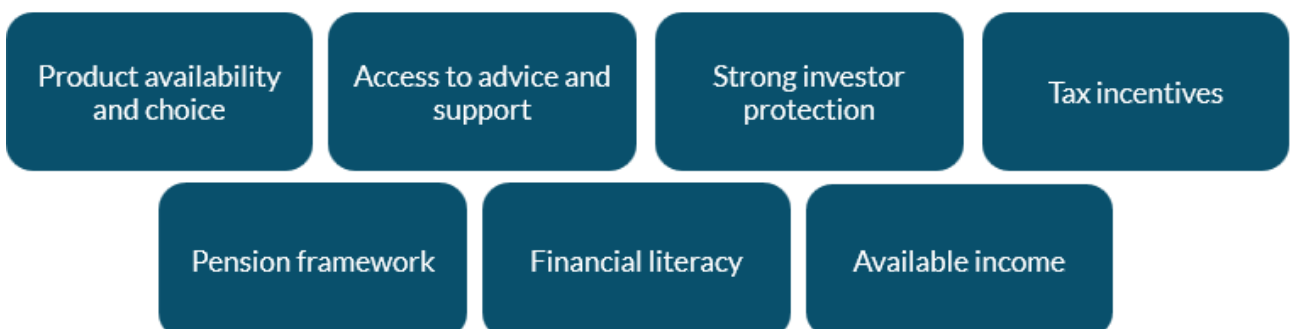 Product availability
and choice
Access to advice and
support
Strong investor
protection
Tax incentives
Pension framework
Financial literacy
Available income